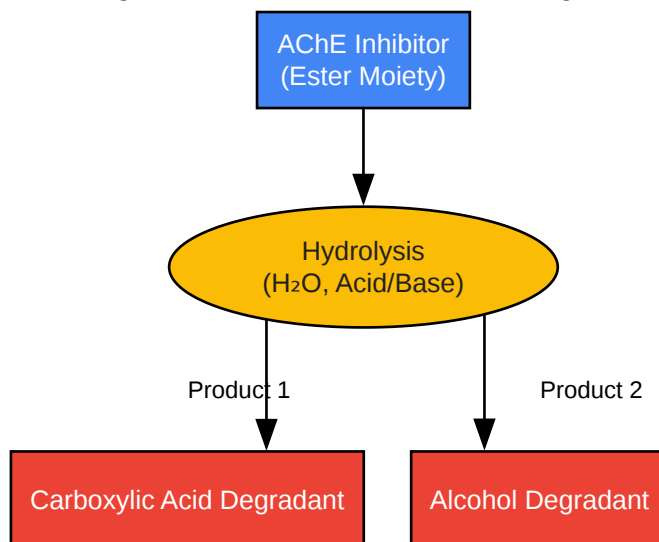 AChE Inhibitor
(Ester Moiety)
Hydrolysis
(H₂O, Acid/Base)
Product 1
Product 2
Carboxylic Acid Degradant
Alcohol Degradant